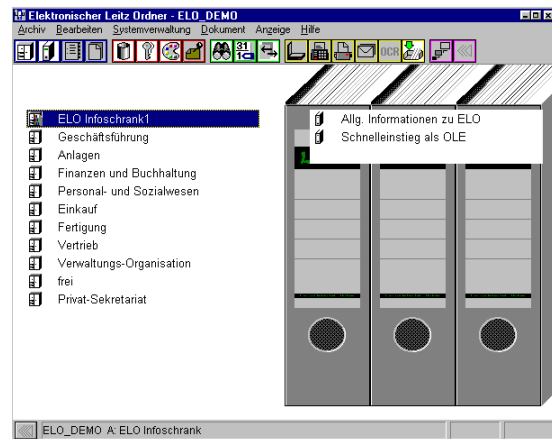 Elektronischer Leitz Ordner - ELO_DEMO
Archiv Bearbeiten Systemverwaltung Dokument Anzeige Hilfe
31
OCR
ELO Infoschrank1
Geschäftsführung
Anlagen
Finanzen und Buchhaltung
Personal- und Sozialwesen
Einkauf
Fertigung
Vertrieb
Verwaltungs-Organisation
frei
Privat-Sekretariat
Allg. Informationen zu ELO
Schnelleinstieg als OLE
ELO_DEMO A: ELO Infoschrank